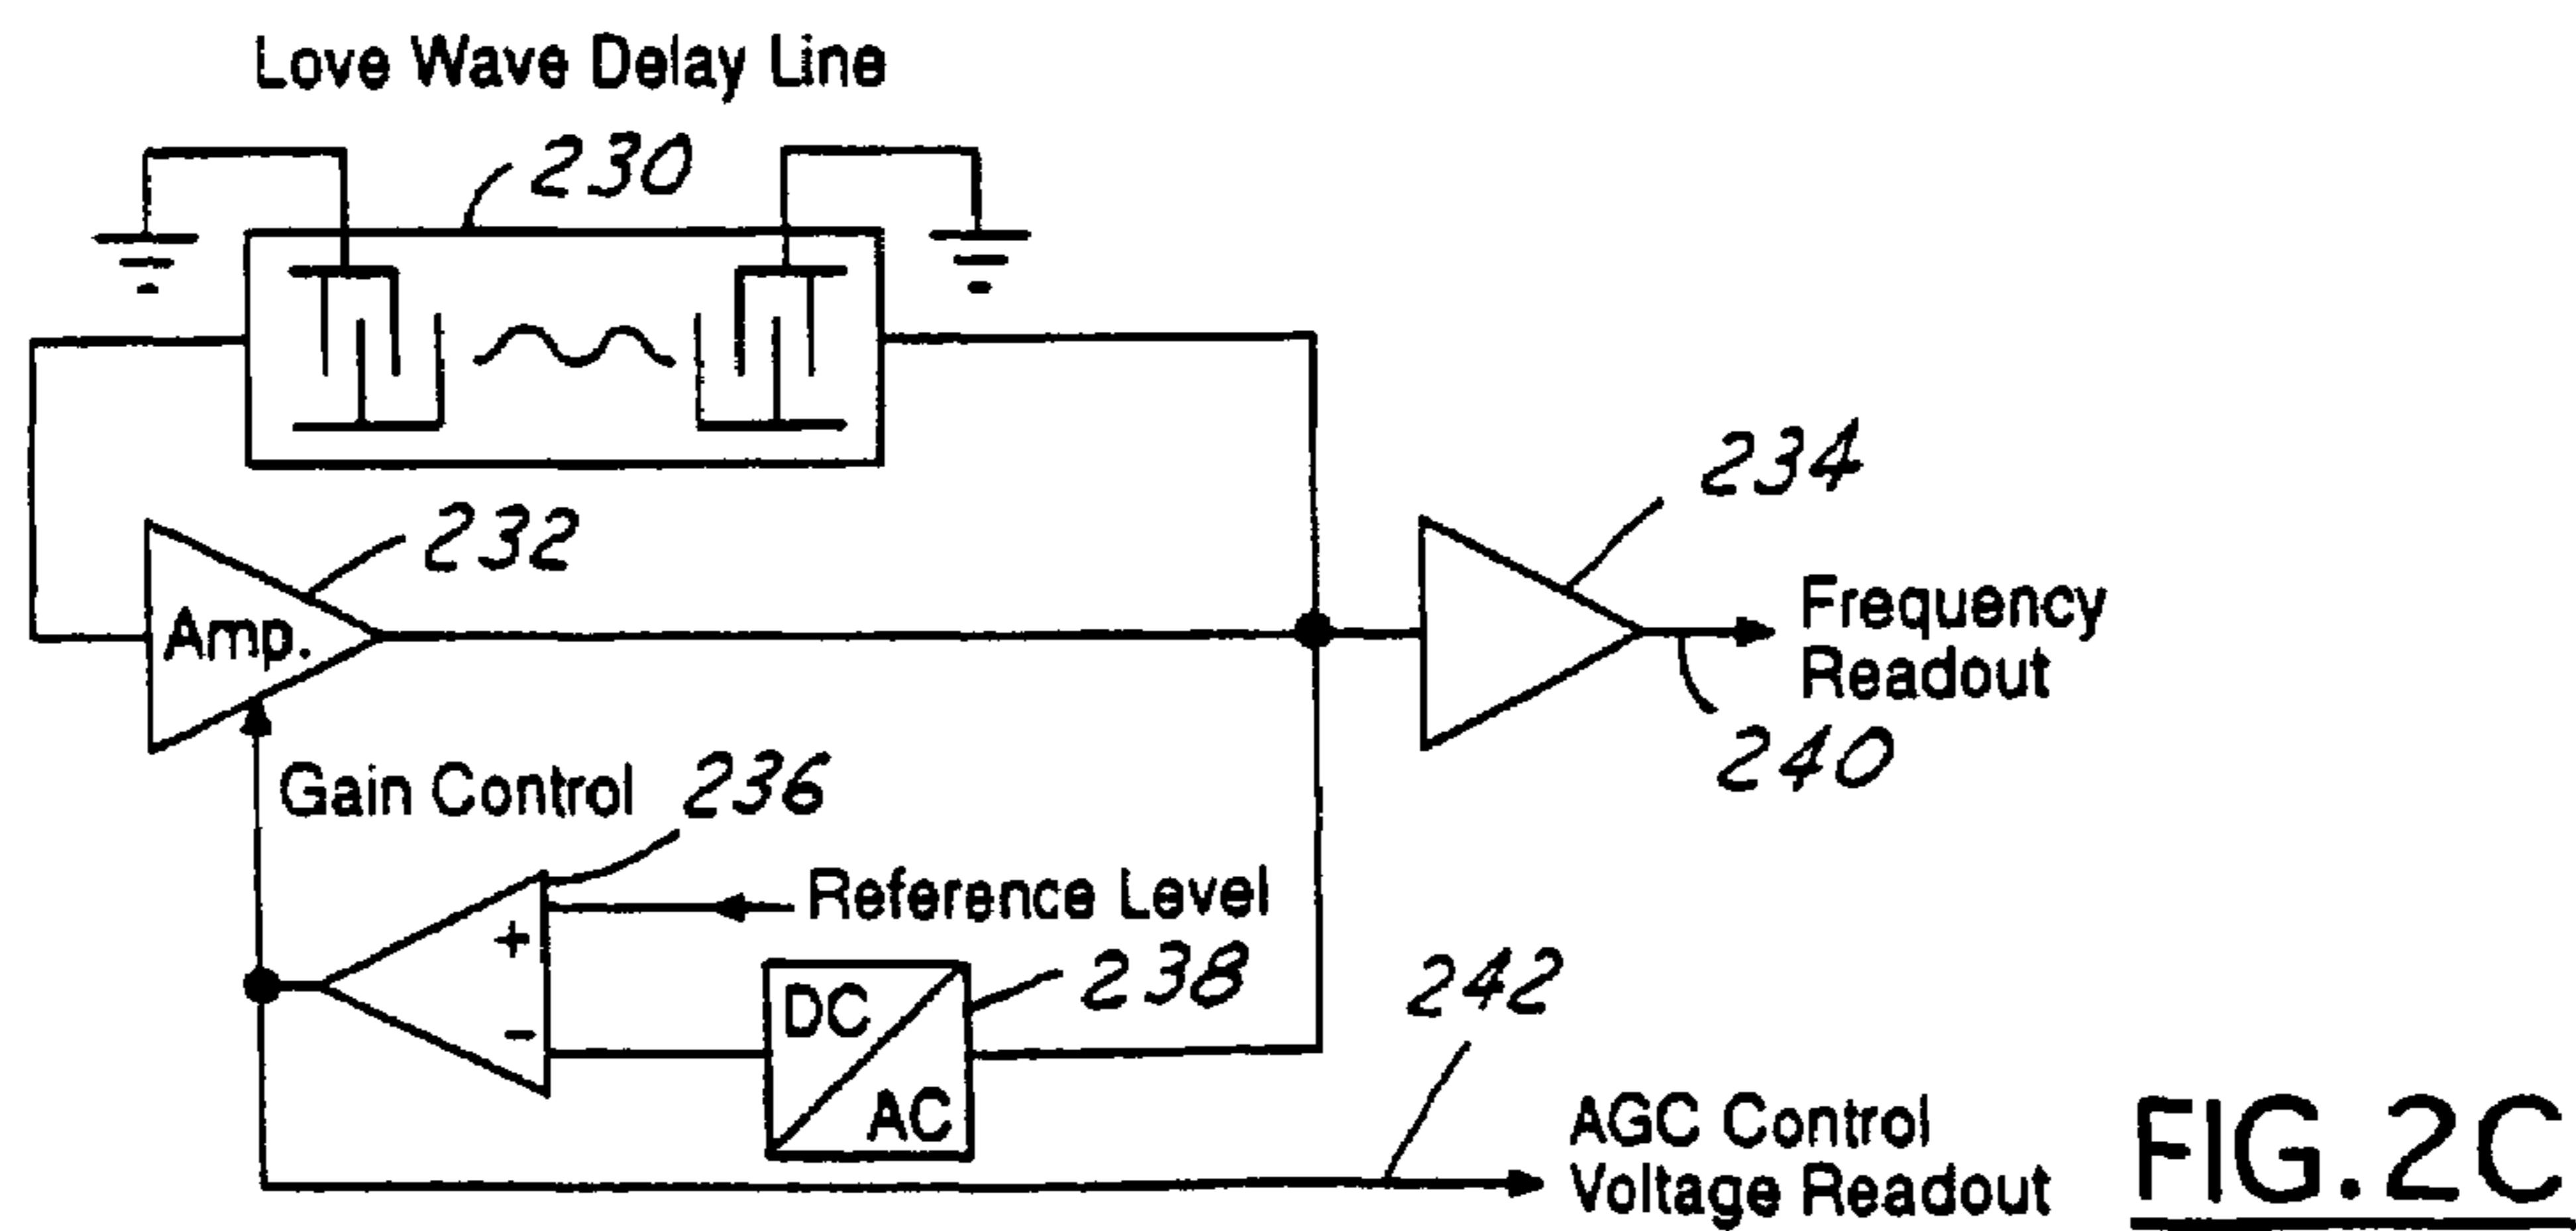 Love Wave Delay Line
230
232
Amp.
234
Frequency
Readout
240
Gain Control
236
+
Reference Level
-
238
DC
AC
242
AGC Control
Voltage Readout
FIG.2C